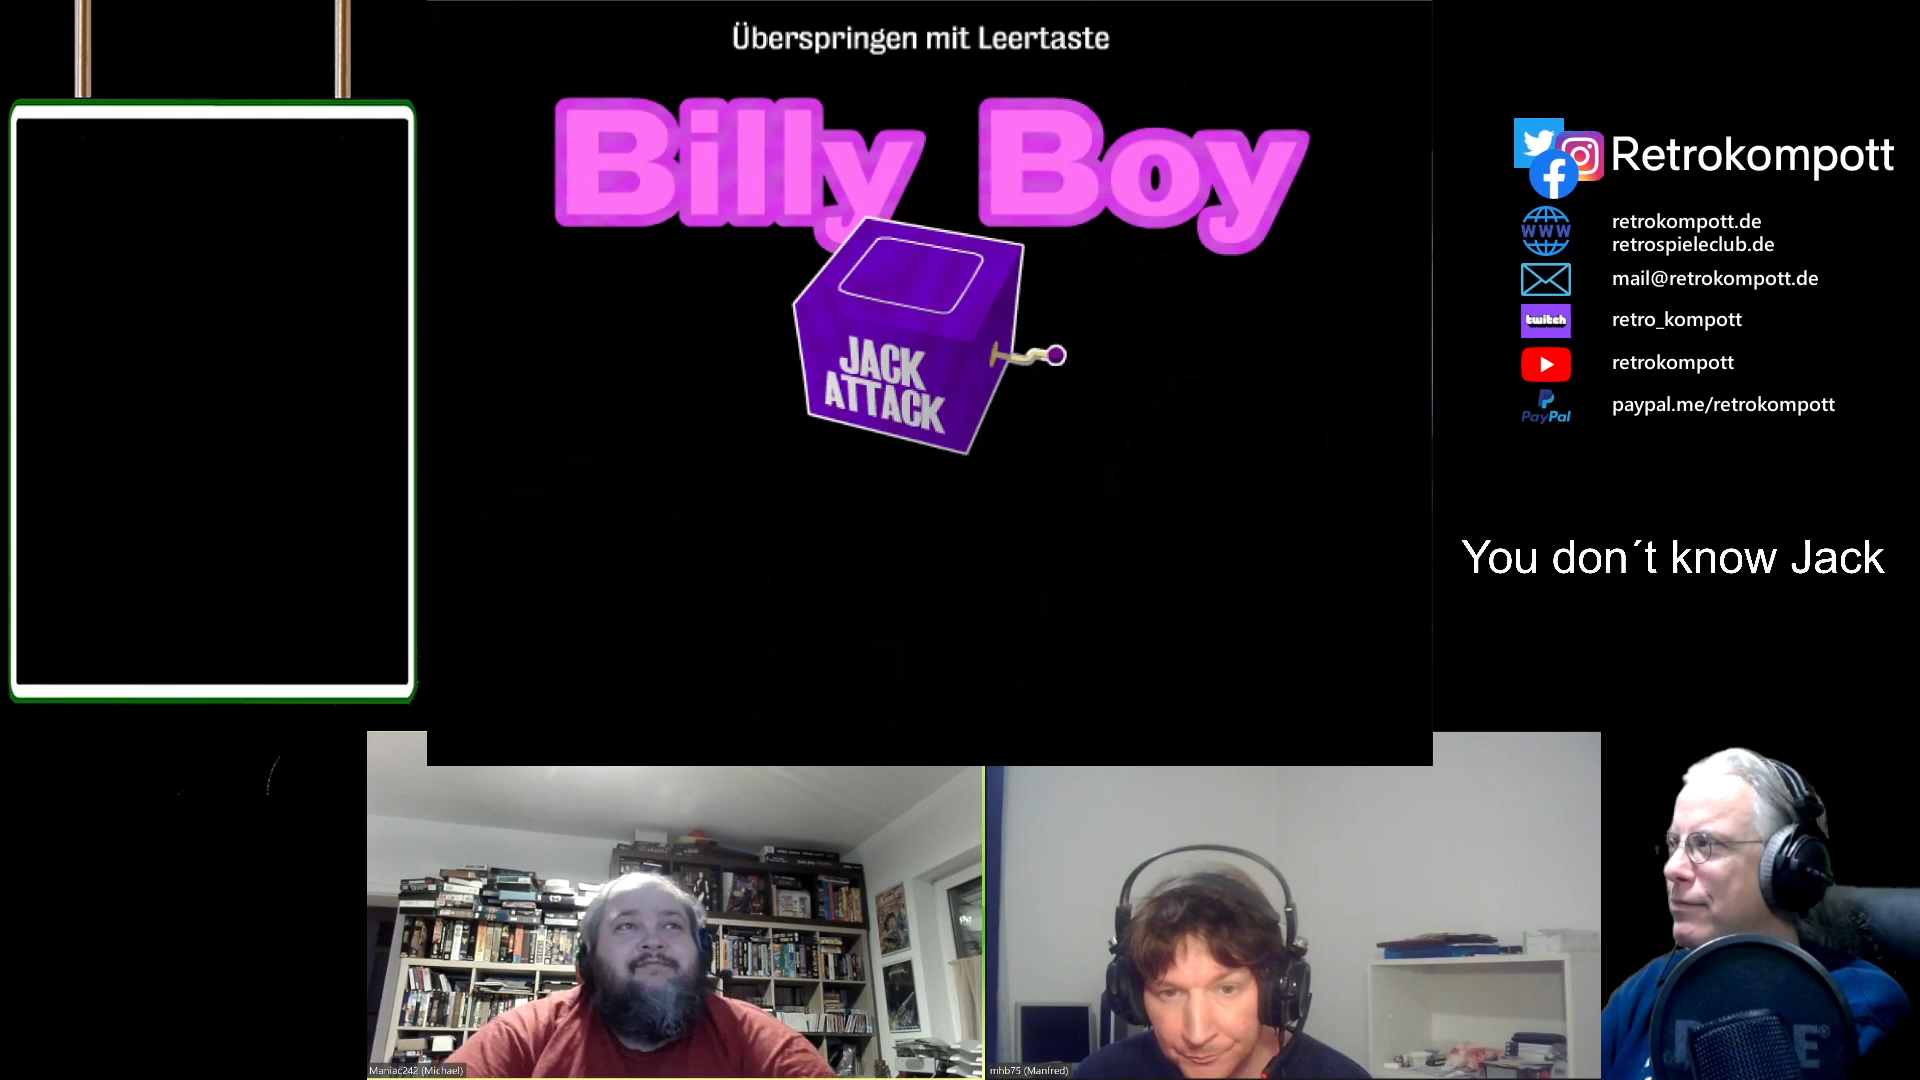 Überspringen mit Leertaste
Billy Boy
JACK
ATTACK
Retrokompott
www
retrokompott.de
retrospieleclub.de
mail@retrokompott.de
twitch
retro_kompott
retrokompott
PayPal
paypal.me/retrokompott
You don´t know Jack
Maniac242 (Michael)
mhb75 (Manfred)